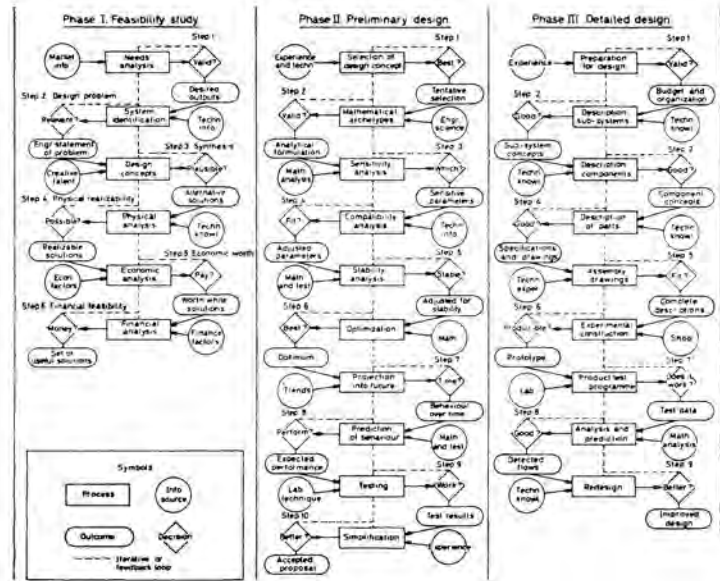 Phase I. Feasibility study
Step 1
Market info
Needs analysis
Valid?
Desired outputs
Step 2 Design problem
Relevant?
System identification
Techn info
Engr statement of problem
Step 3 Synthesis
Creative talent
Design concepts
Plausible?
Alternative solutions
Step 4 Physical realizability
Possible?
Physical analysis
Techn knowl
Realizable solutions
Step 5 Economic worth
Econ factors
Economic analysis
Pay?
Worth while solutions
Step 6 Financial feasibility
Money?
Financial analysis
Finance factors
Set of useful solutions
Symbols
Process
Info source
Outcome
Decision
Iterative or feedback loop
Phase II. Preliminary design
Step 1
Experience and techn
Selection of design concept
Best?
Tentative selection
Step 2
Valid?
Mathematical archetypes
Engr. science
Analytical formulation
Step 3
Math analysis
Sensitivity analysis
Which?
Sensitive parameters
Step 4
Fit?
Compatibility analysis
Techn info
Adjusted parameters
Step 5
Math and test
Stability analysis
Stable?
Adjusted for stability
Step 6
Best?
Optimization
Math
Optimum
Step 7
Trends
Projection into future
Time?
Behaviour over time
Step 8
Perform?
Prediction of behaviour
Math and test
Expected performance
Step 9
Lab technique
Testing
Work?
Test results
Step 10
Better?
Simplification
Experience
Accepted proposal
Phase III Detailed design
Step 1
Experience
Preparation for design
Valid?
Budget and organization
Step 2
Good?
Description sub-systems
Techn knowl
Sub-system concepts
Techn knowl
Description components
Good?
Component concepts
Step 4
Good?
Description of parts
Techn knowl
Specifications and drawings
Step 5
Techn exper
Assembly drawings
Fit?
Complete descriptions
Step 6
Producible?
Experimental construction
Shop
Prototype
Step 7
Lab
Product test programme
Does it work?
Test data
Step 8
Good?
Analysis and prediction
Math analysis
Detected flaws
Step 9
Techn knowl
Redesign
Better?
Improved design